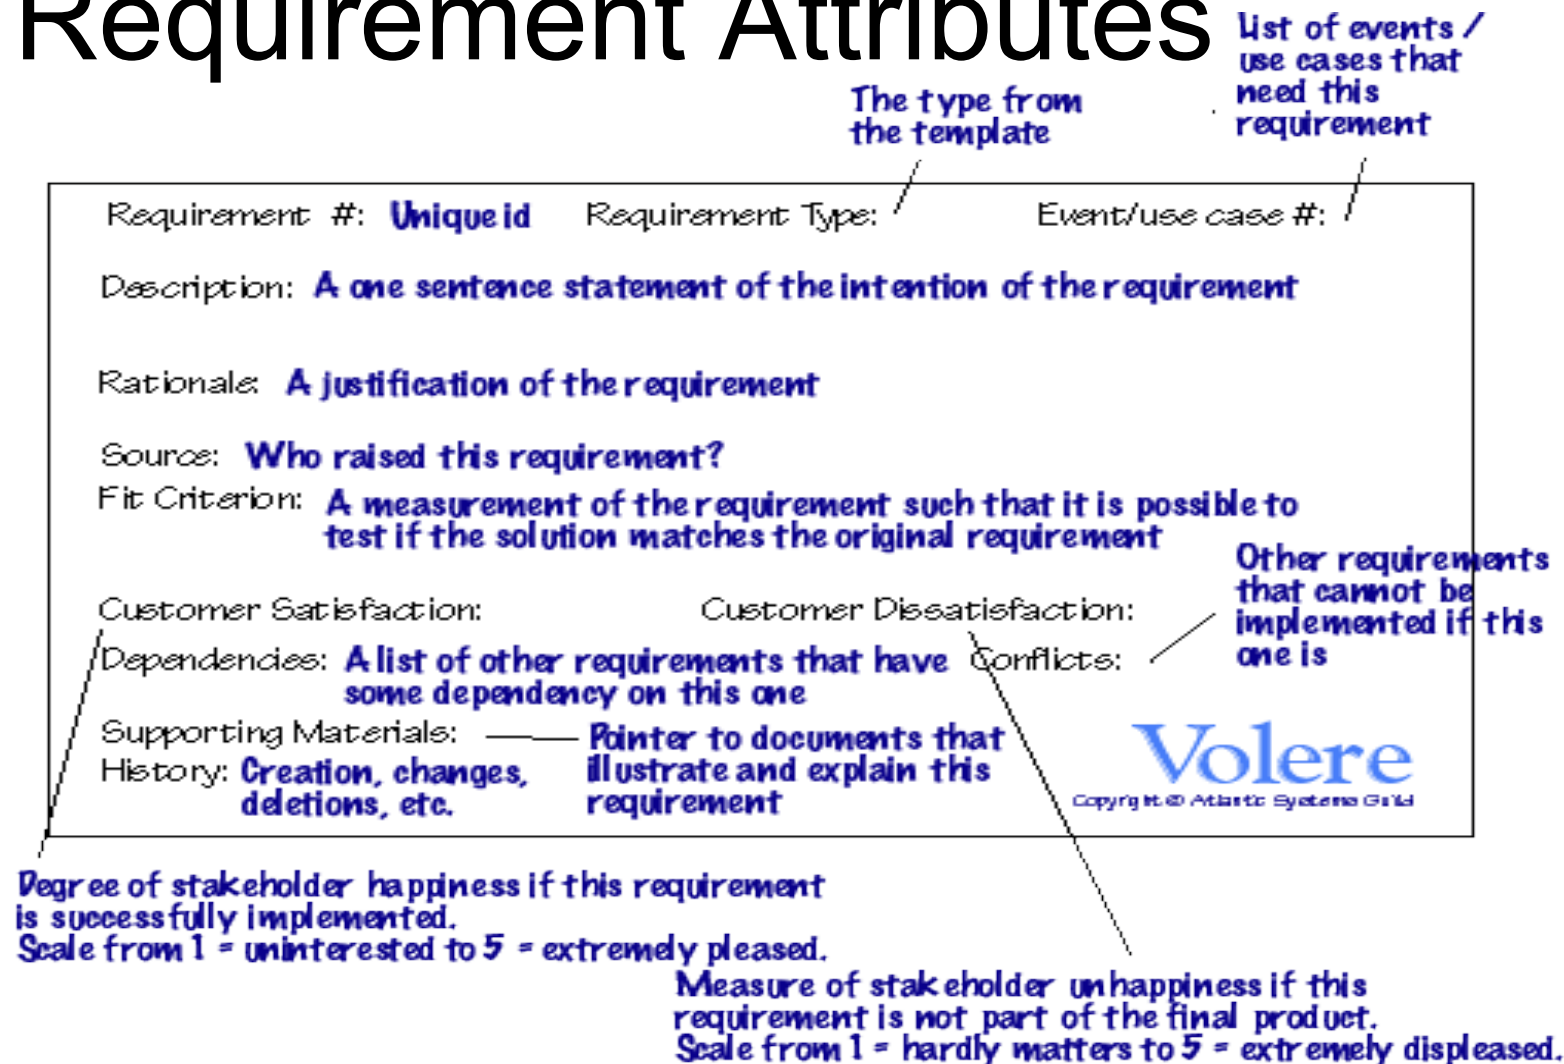 Requirement Attributes
List of events /
use cases that
need this
requirement
The type from
the template
Requirement #: Unique id Requirement Type: Event/use case #:
Description: A one sentence statement of the intention of the requirement
Rationale: A justification of the requirement
Source: Who raised this requirement?
Fit Criterion: A measurement of the requirement such that it is possible to
test if the solution matches the original requirement
Other requirements
that cannot be
implemented if this
one is
Customer Satisfaction: Customer Dissatisfaction:
Dependencies: A list of other requirements that have
some dependency on this one
Conflicts:
Supporting Materials: Pointer to documents that
illustrate and explain this
requirement
History: Creation, changes,
deletions, etc.
Volere
Copyright © Atlantic Systems Guild
Degree of stakeholder happiness if this requirement
is successfully implemented.
Scale from 1 = uninterested to 5 = extremely pleased.
Measure of stakeholder unhappiness if this
requirement is not part of the final product.
Scale from 1 = hardly matters to 5 = extremely displeased.